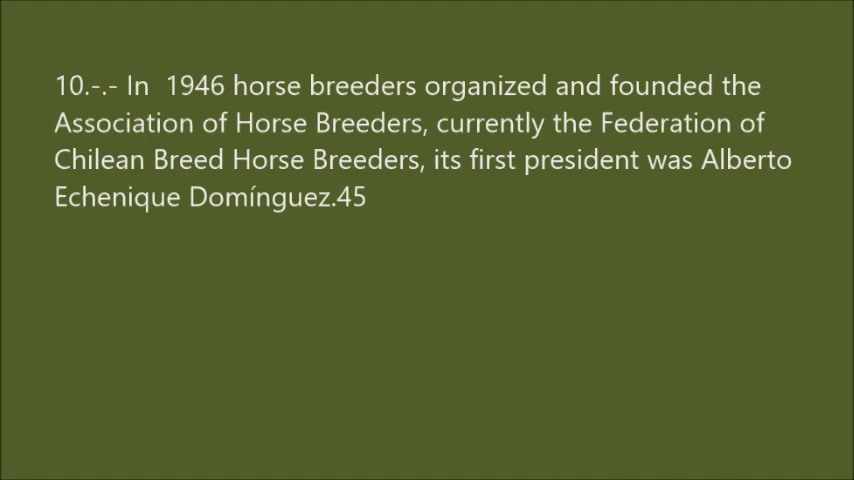 10.-.- In  1946 horse breeders organized and founded the
Association of Horse Breeders, currently the Federation of
Chilean Breed Horse Breeders, its first president was Alberto
Echenique Domínguez.45